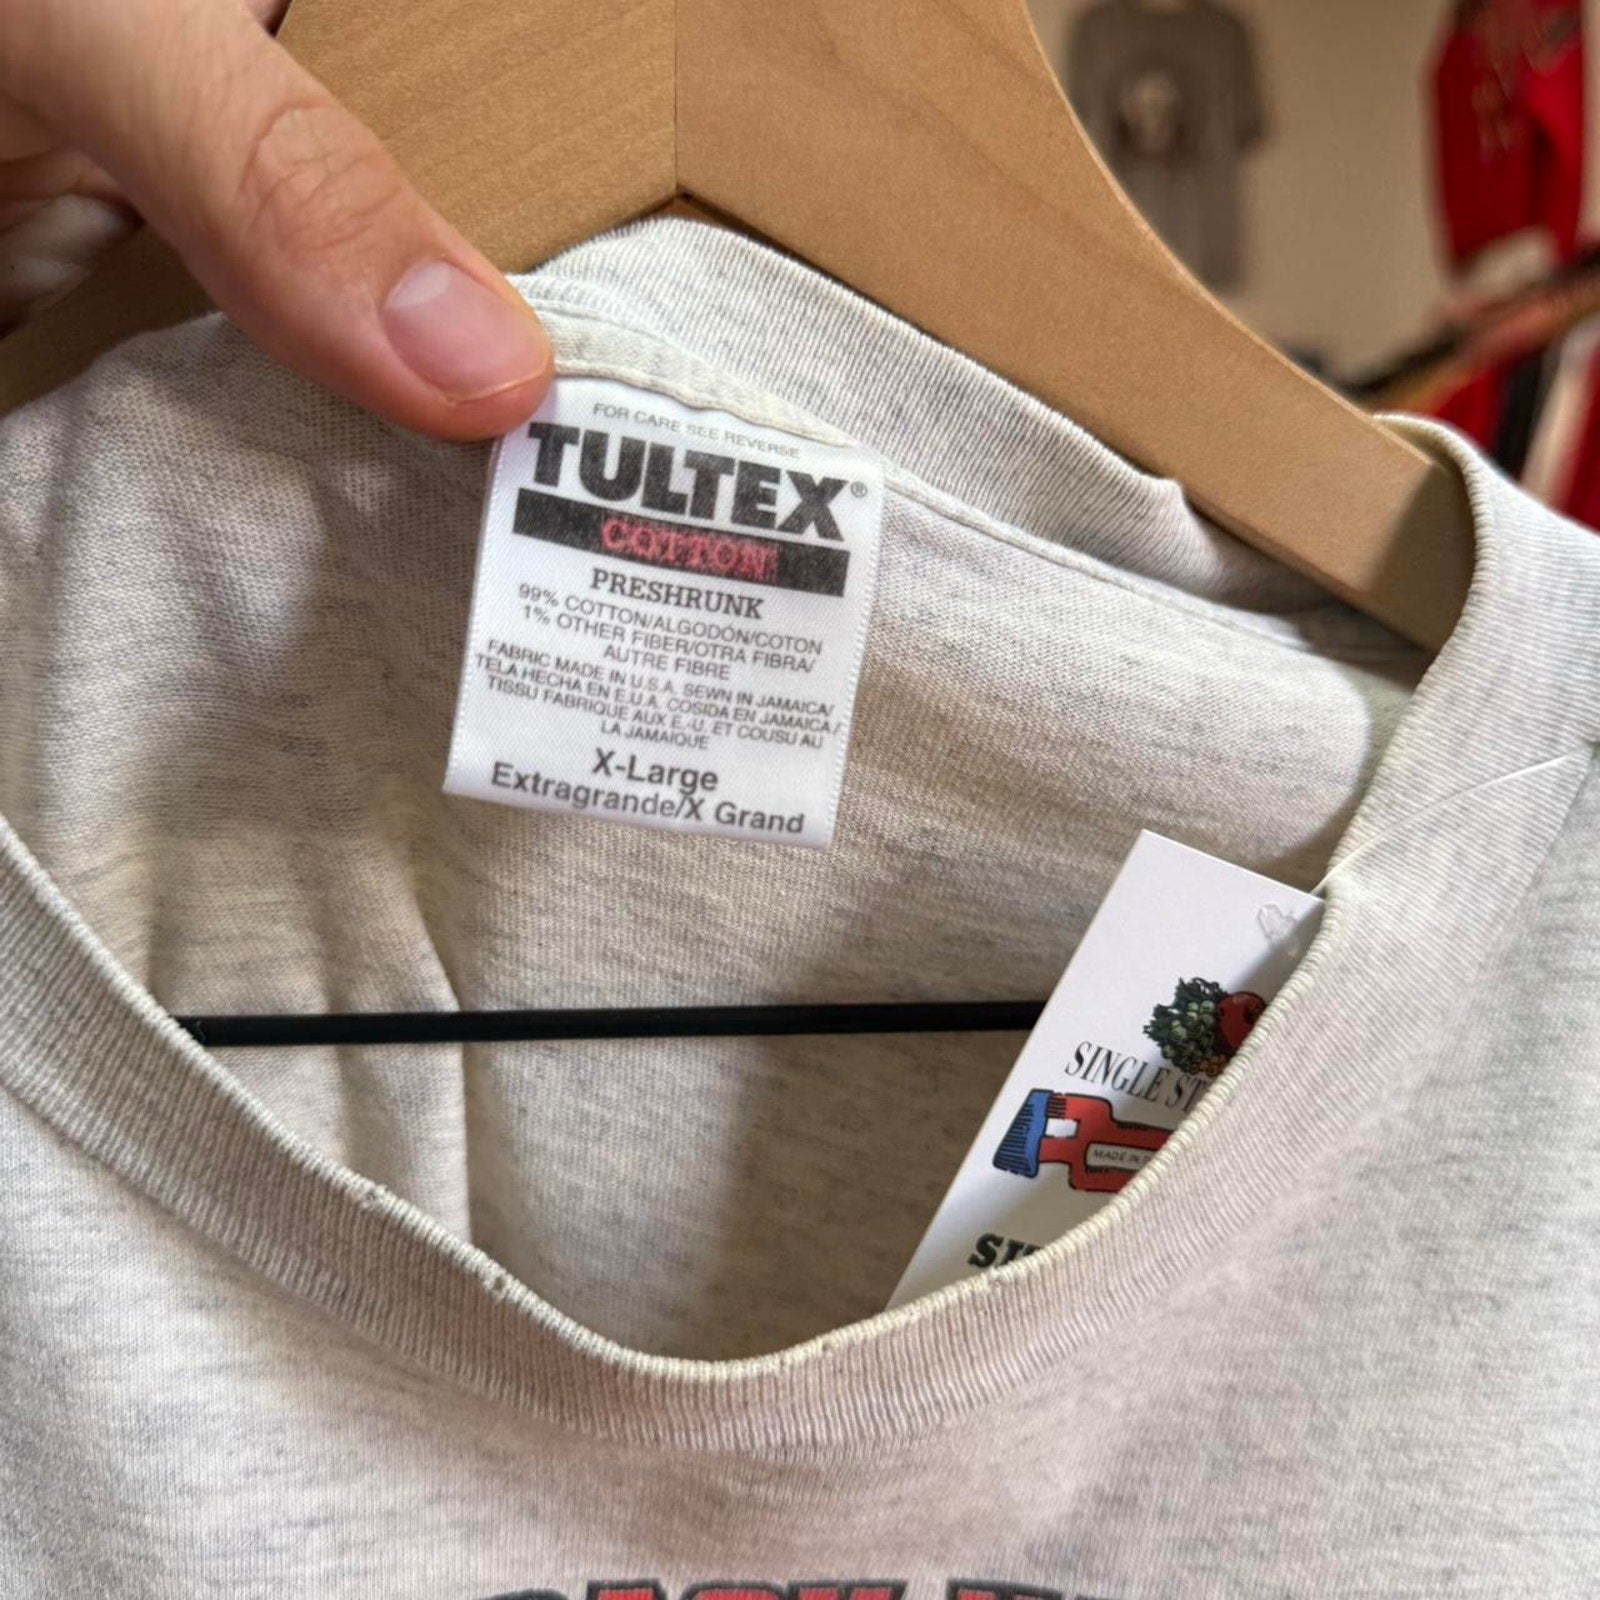 FOR CARE SEE REVERSE
TULTEX®
COTTON
PRESHRUNK
99% COTTON/ALGODÓN/COTON
1% OTHER FIBER/OTRA FIBRA/
AUTRE FIBRE
FABRIC MADE IN U.S.A. SEWN IN JAMAICA/
TELA HECHA EN E.U.A. COSIDA EN JAMAICA/
TISSU FABRIQUE AUX E.-U. ET COUSU AU
LA JAMAIQUE
X-Large
Extragrande/X Grand
SINGLE
MADE IN